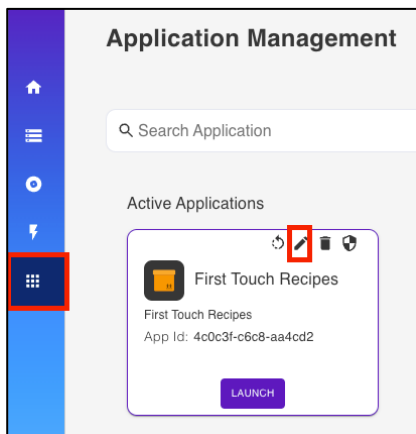 Application Management
Search Application
Active Applications
First Touch Recipes
First Touch Recipes
App Id: 4c0c3f-c6c8-aa4cd2
LAUNCH